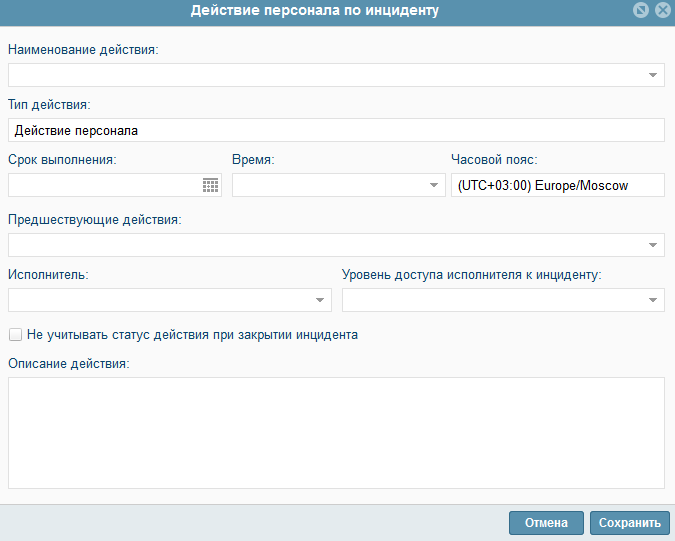 Действие персонала по инциденту
Наименование действия:
Тип действия:
Действие персонала
Срок выполнения: Время: Часовой пояс:
(UTC+03:00) Europe/Moscow
Предшествующие действия:
Исполнитель: Уровень доступа исполнителя к инциденту:
Не учитывать статус действия при закрытии инцидента
Описание действия:
Отмена Сохранить